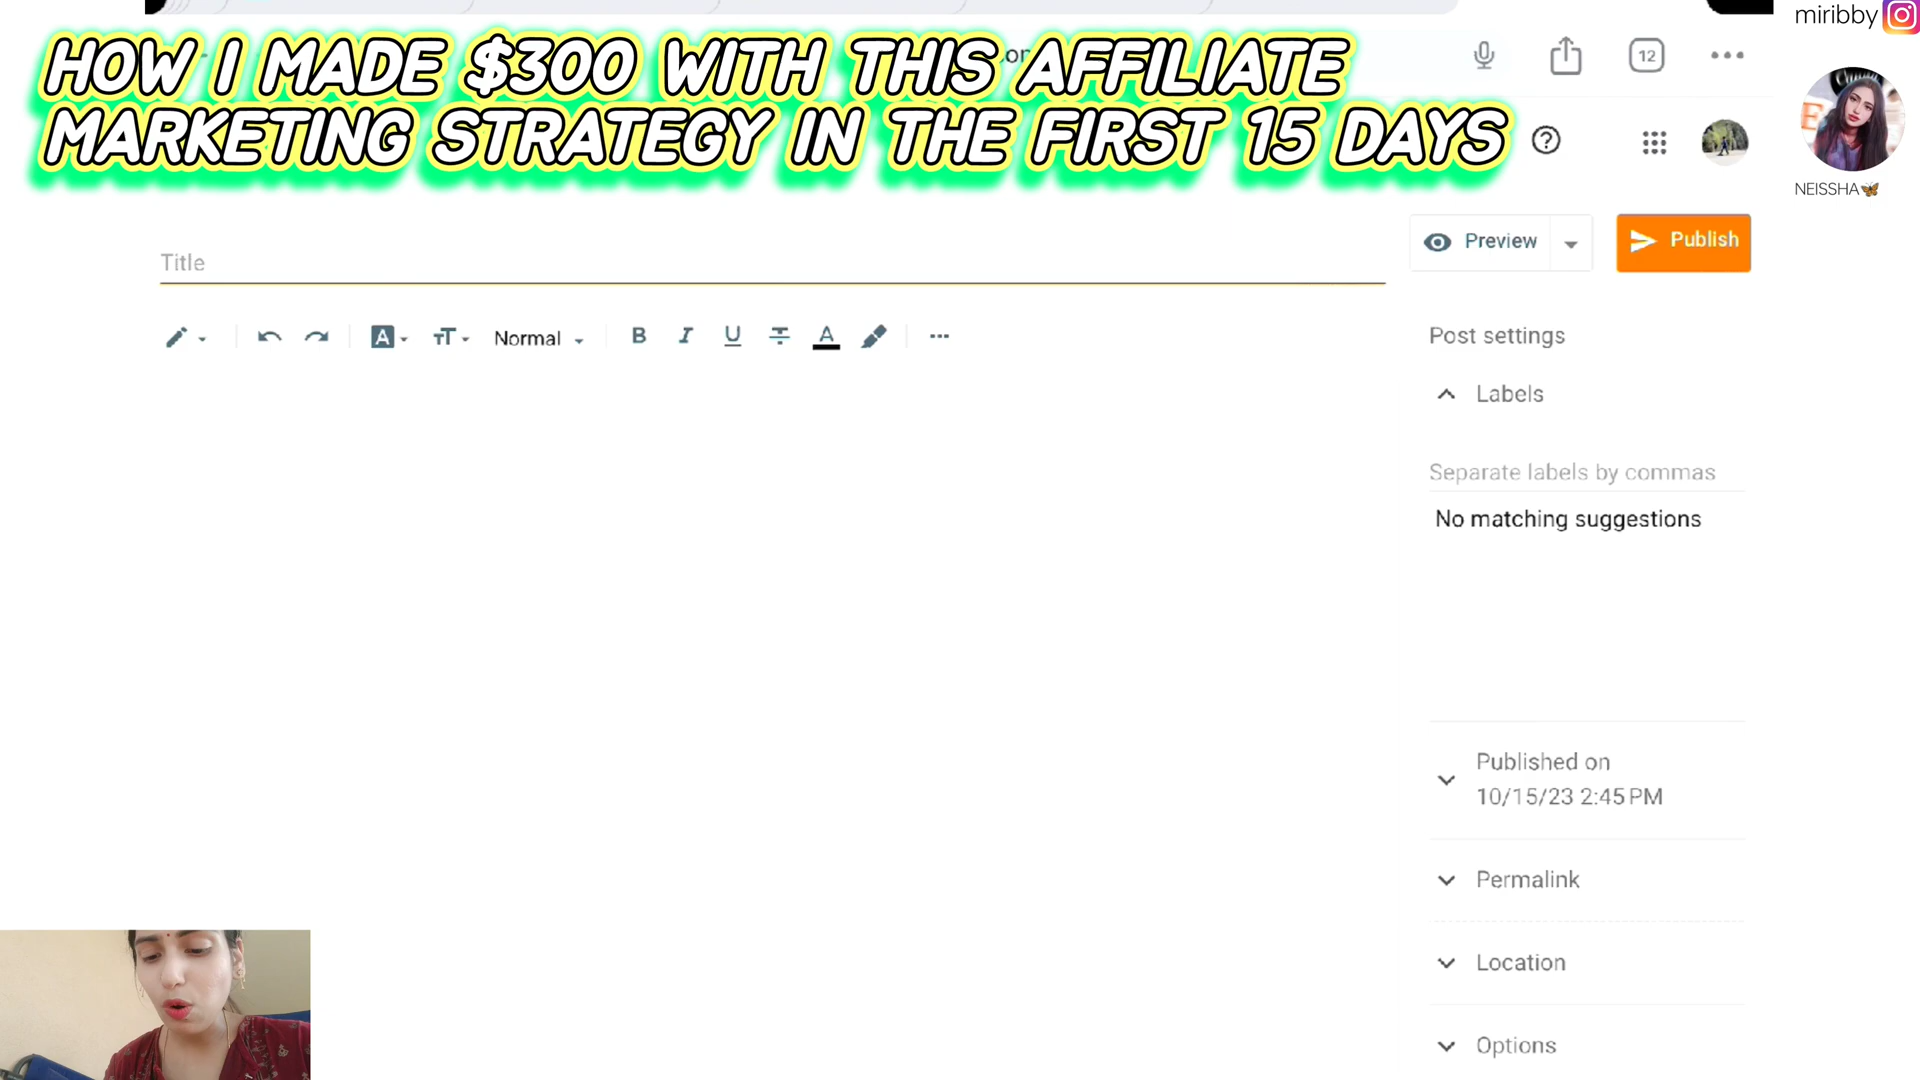 miribby
HOW I MADE $300 WITH THIS AFFILIATE
MARKETING STRATEGY IN THE FIRST 15 DAYS
12
NEISSHA🦋
Title
Preview
Publish
Normal
B I U A
Post settings
Labels
Separate labels by commas
No matching suggestions
Published on
10/15/23 2:45 PM
Permalink
Location
Options